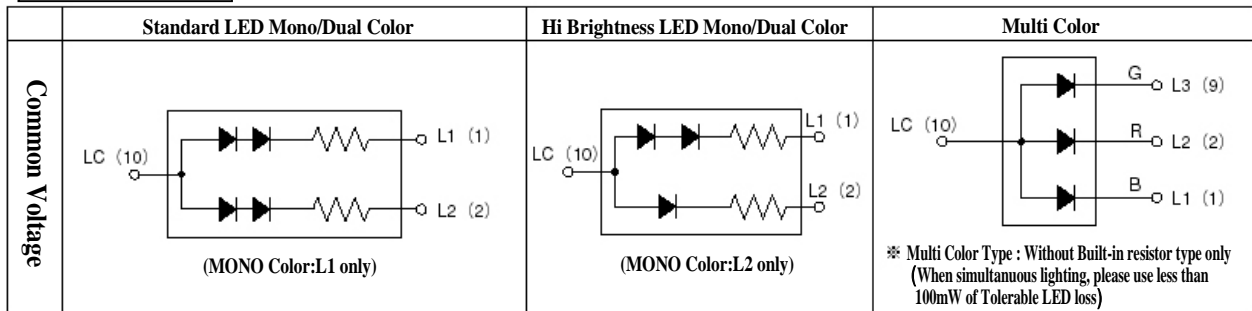 Standard LED Mono/Dual Color
Hi Brightness LED Mono/Dual Color
Multi Color
Common Voltage
LC (10)
L1 (1)
L2 (2)
(MONO Color:L1 only)
LC (10)
L1 (1)
L2 (2)
(MONO Color:L2 only)
LC (10)
G
L3 (9)
R
L2 (2)
B
L1 (1)
※ Multi Color Type : Without Built-in resistor type only
(When simultanuous lighting, please use less than
100mW of Tolerable LED loss)